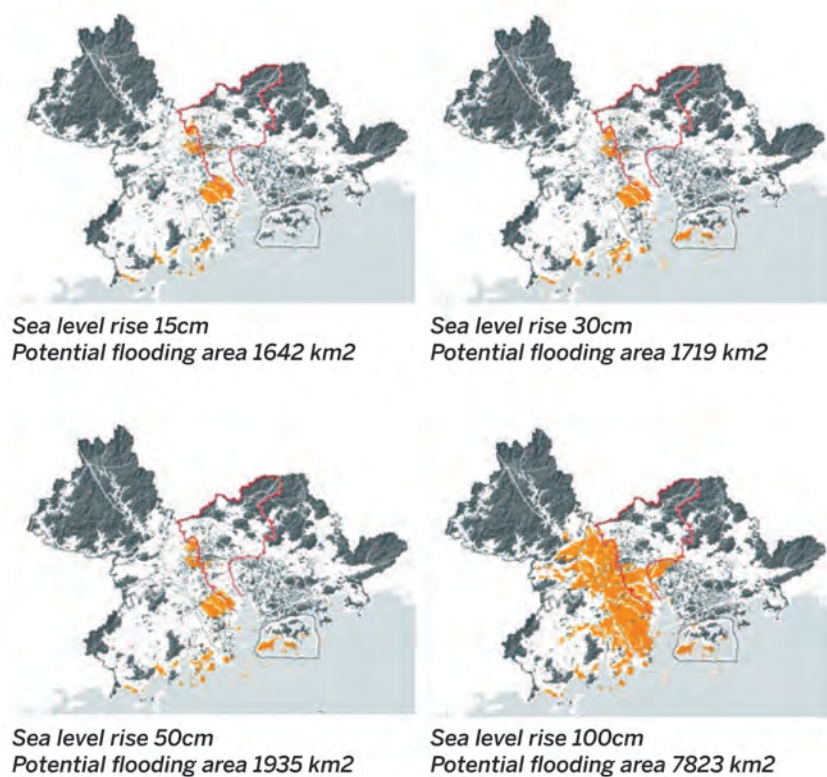 Sea level rise 15cm
Potential flooding area 1642 km2
Sea level rise 30cm
Potential flooding area 1719 km2
Sea level rise 50cm
Potential flooding area 1935 km2
Sea level rise 100cm
Potential flooding area 7823 km2